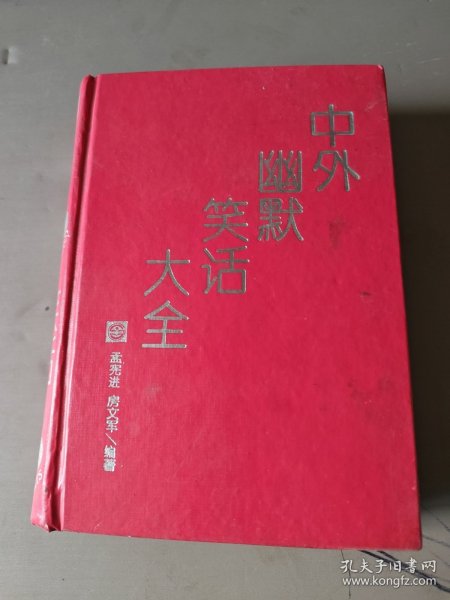 中外
幽默
笑话
大全
孟宪进 房文军/编著
孔夫子旧书网
www.kongfz.com